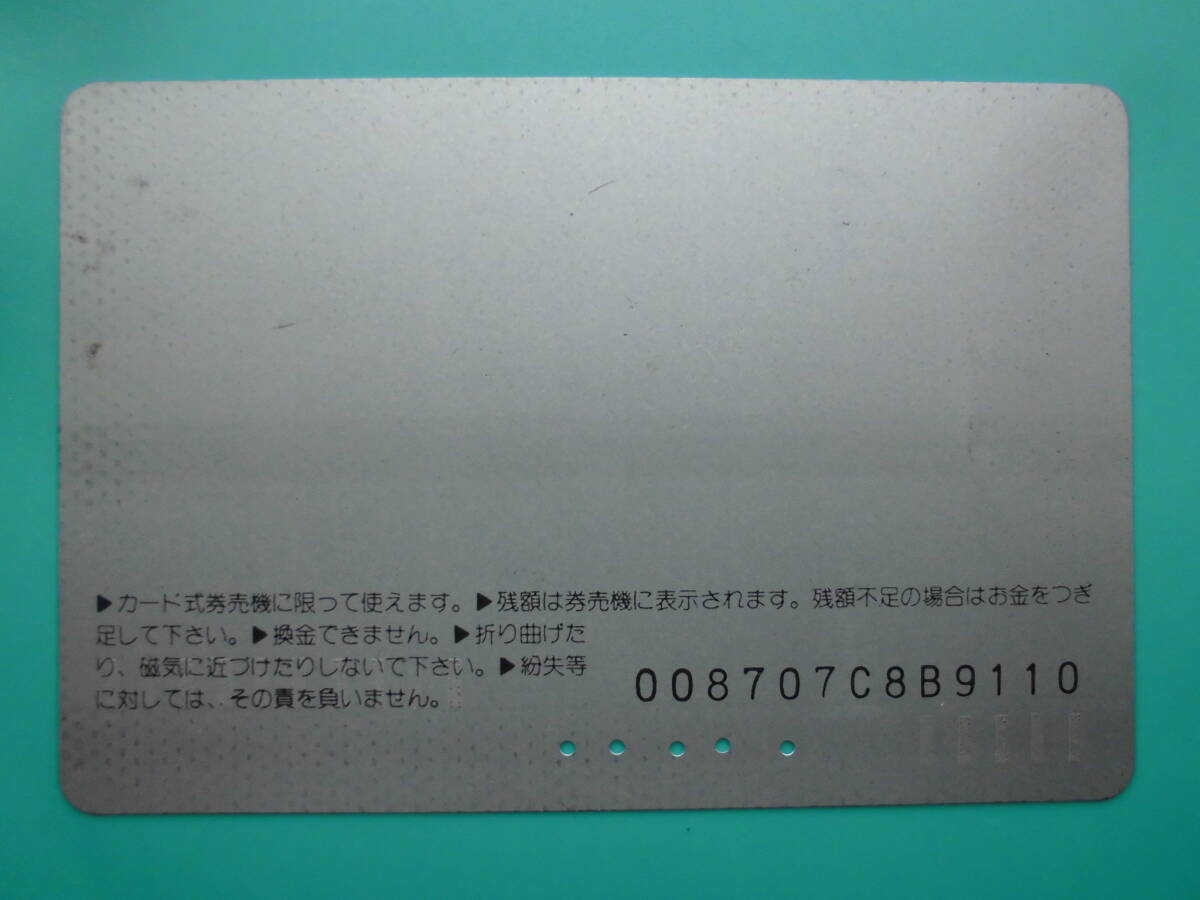 ▶カード式券売機に限って使えます。▶残額は券売機に表示されます。残額不足の場合はお金をつぎ
足して下さい。▶換金できません。▶折り曲げた
り、磁気に近づけたりしないで下さい。▶紛失等
に対しては、その責を負いません。
008707C8B9110